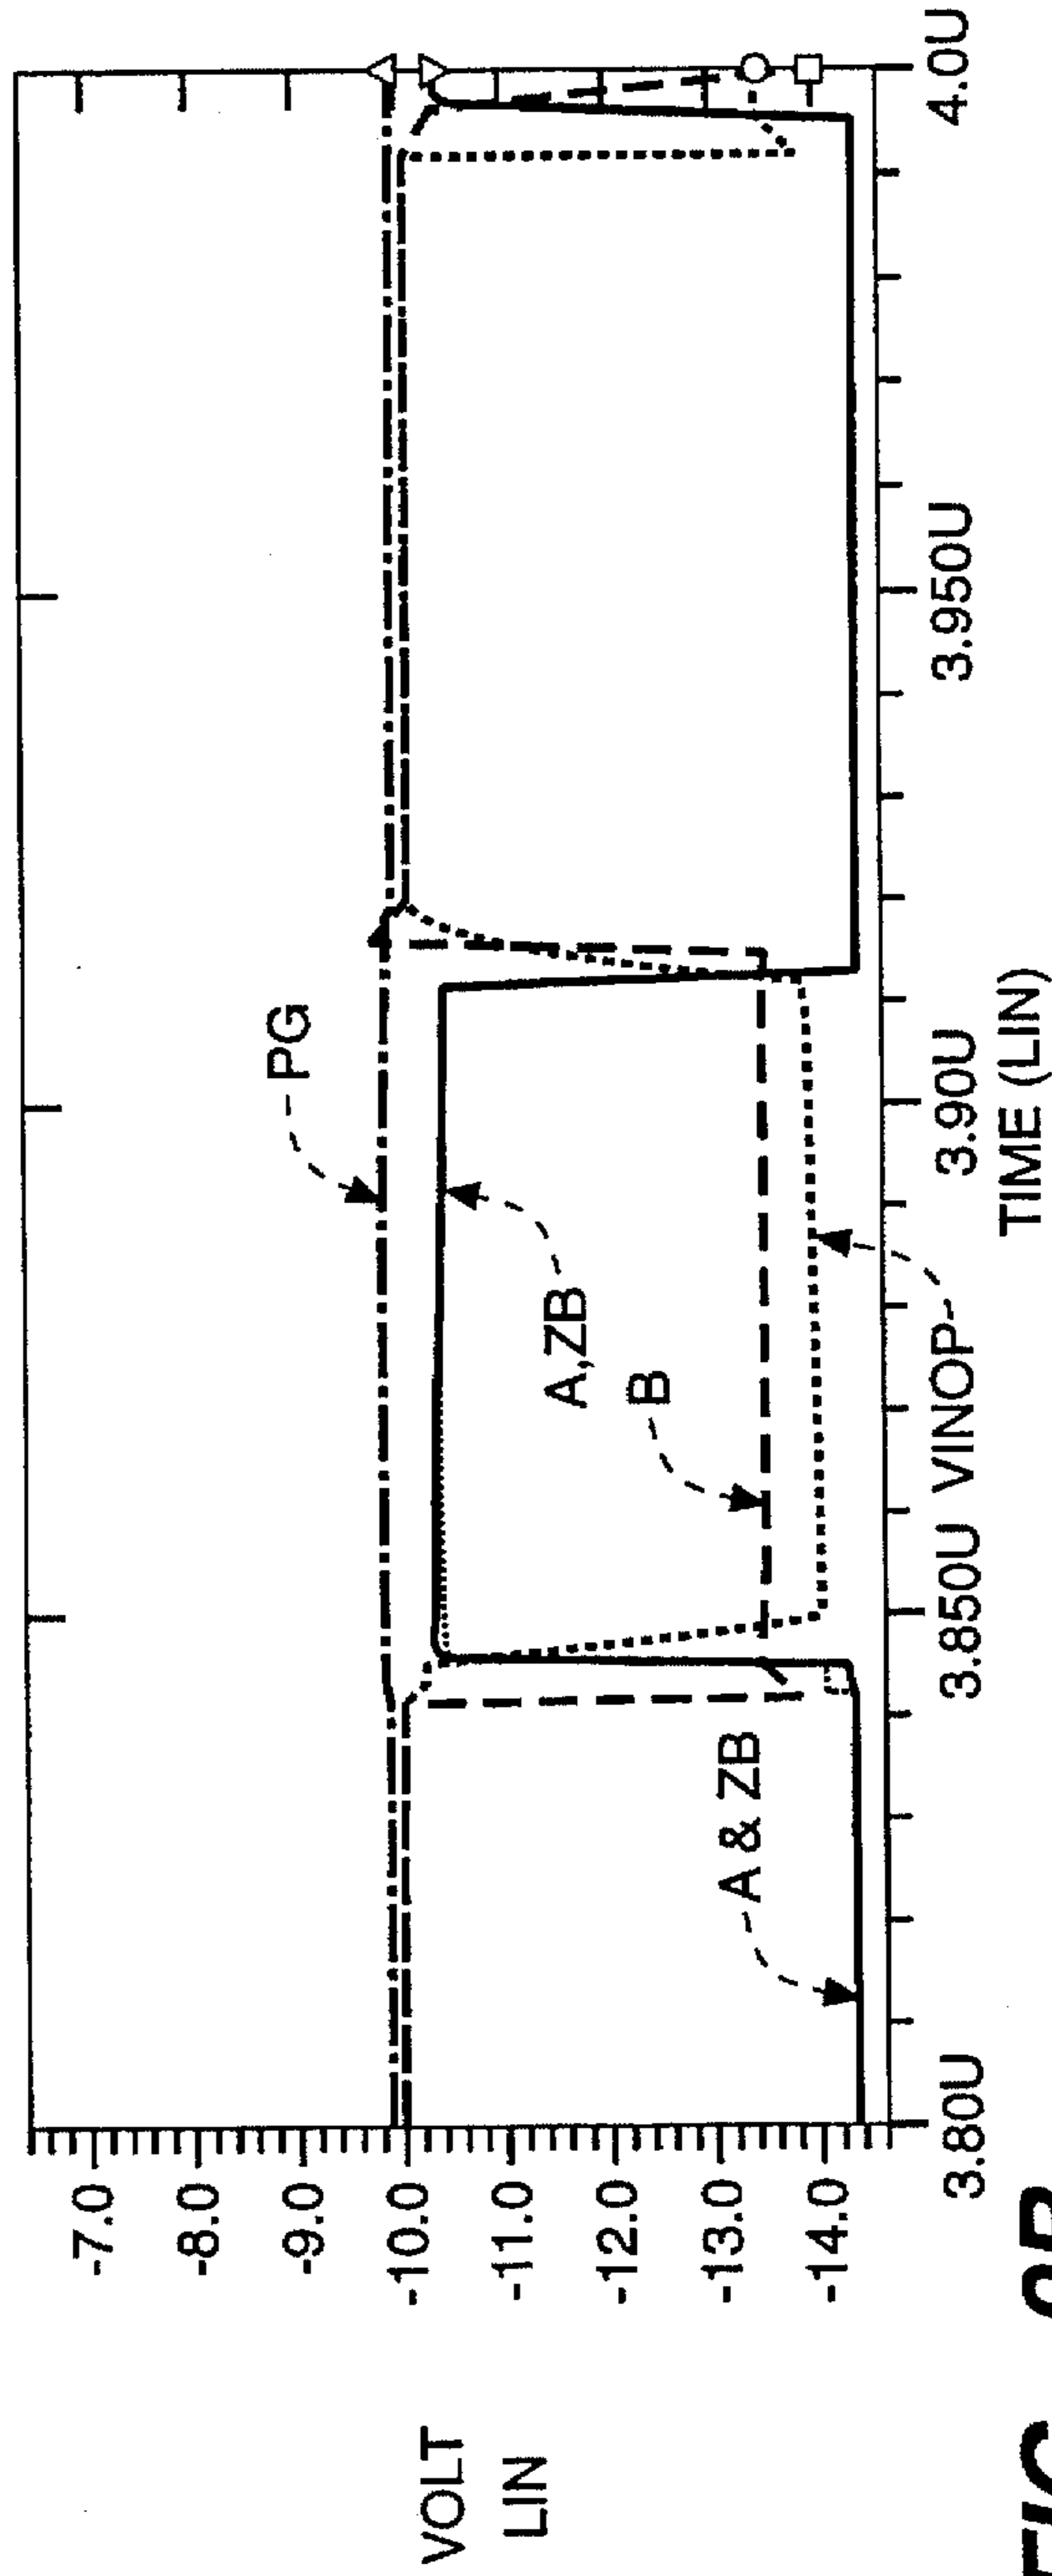 VOLT
LIN
-7.0
-8.0
-9.0
-10.0
-11.0
-12.0
-13.0
-14.0
PG
A,ZB
B
A & ZB
VINOP
3.80U
3.850U
3.90U
3.950U
4.0U
TIME (LIN)